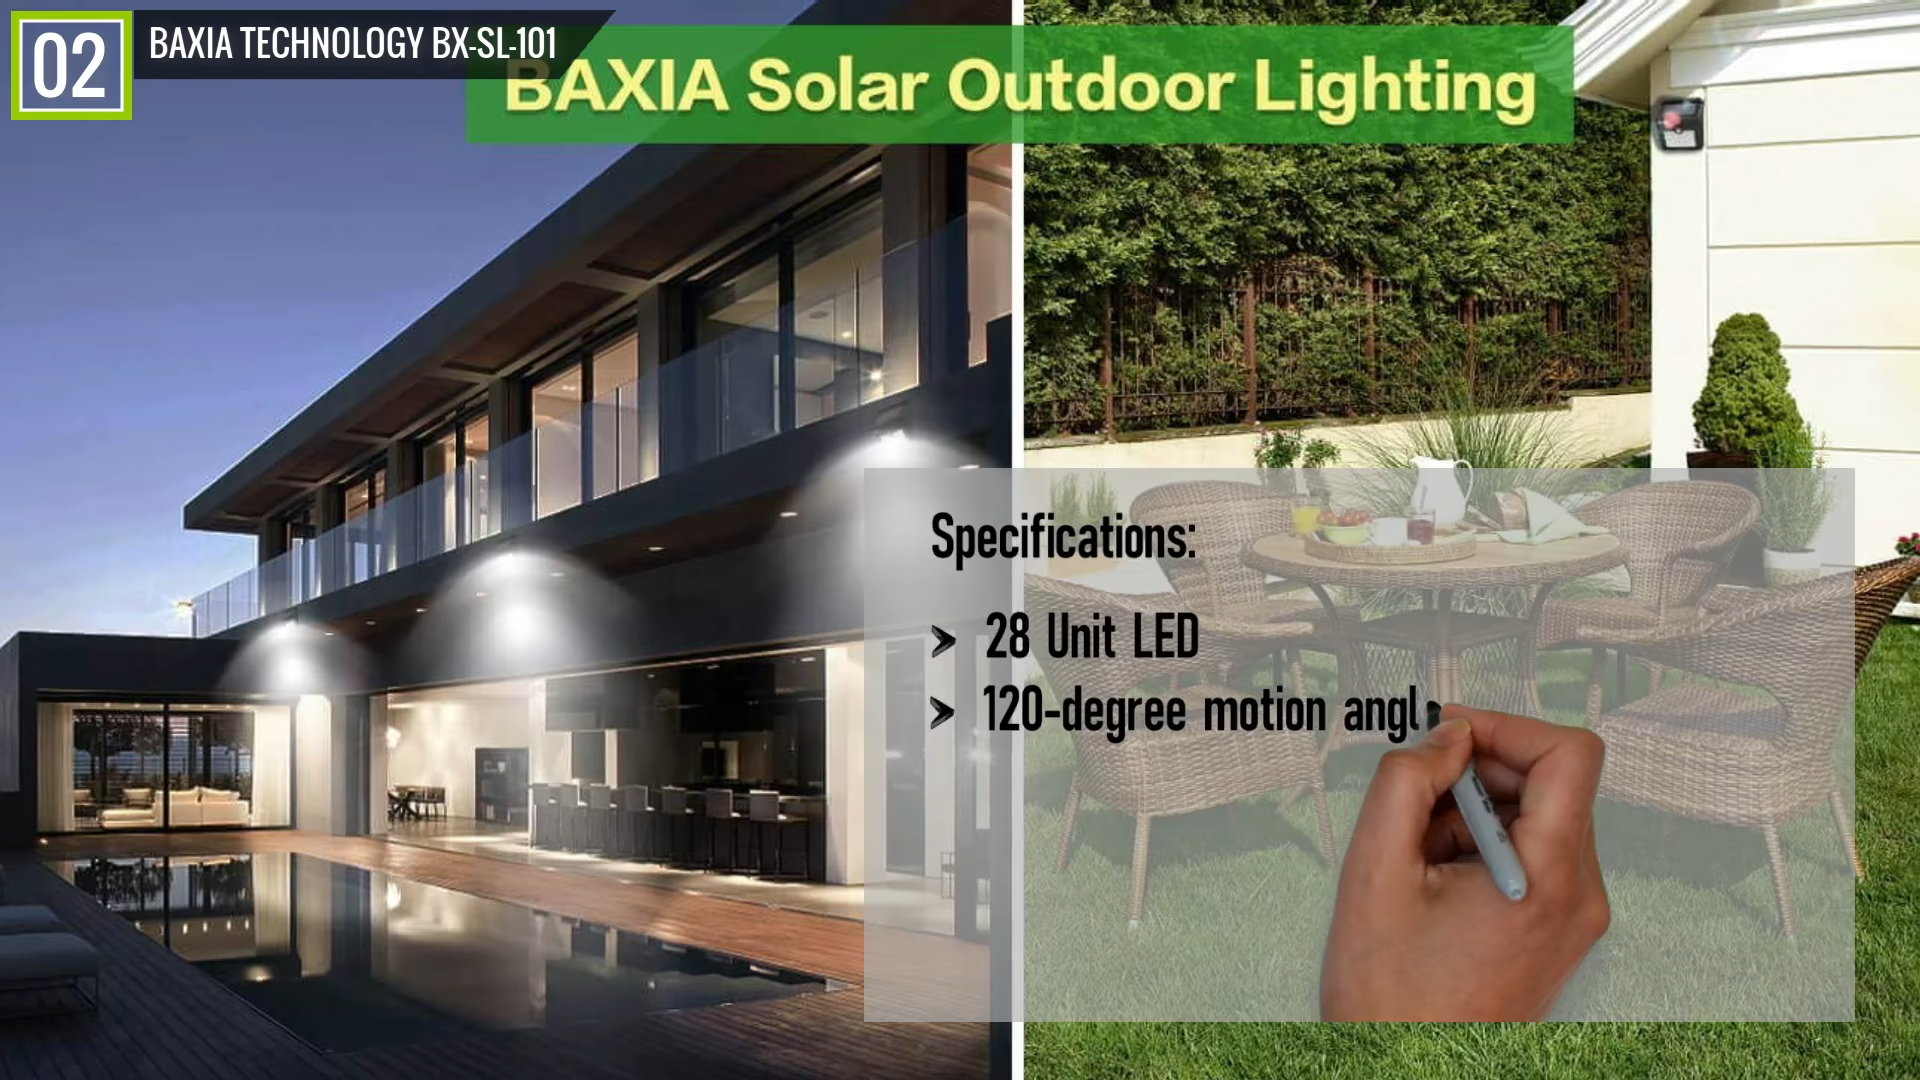 02
BAXIA TECHNOLOGY BX-SL-101
BAXIA Solar Outdoor Lighting
Specifications:
> 28 Unit LED
> 120-degree motion angl